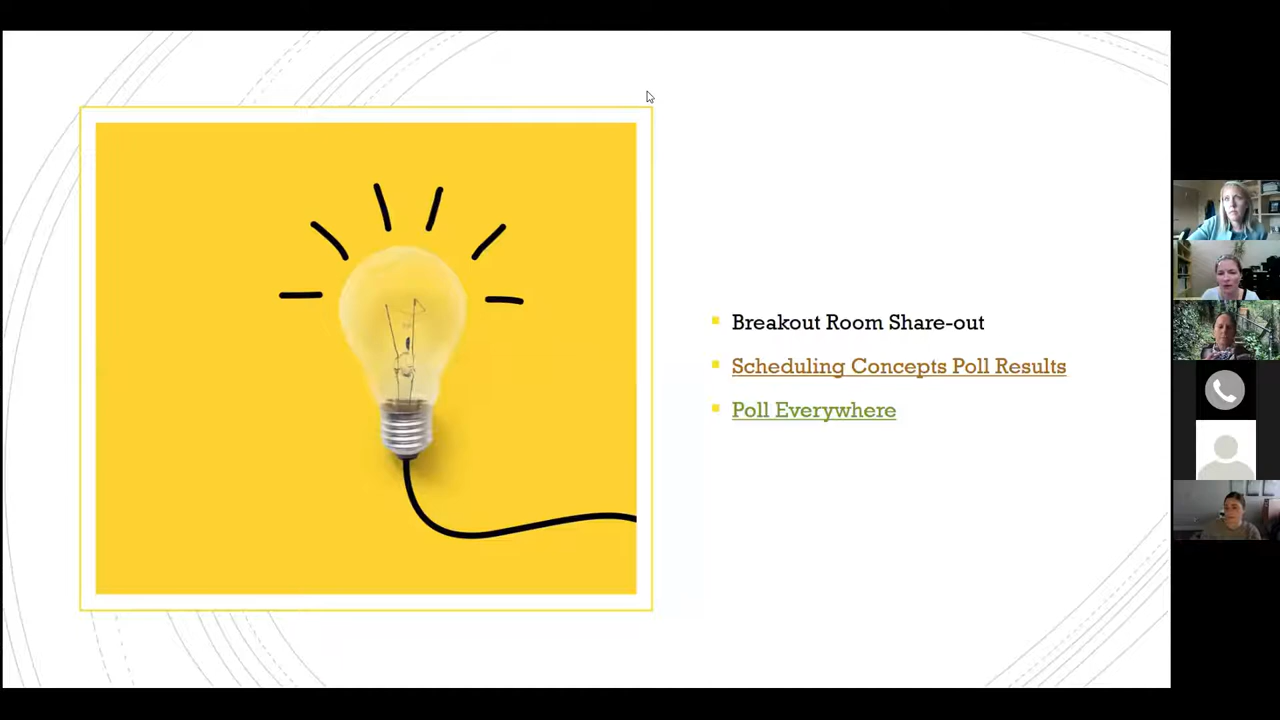 Breakout Room Share-out
Scheduling Concepts Poll Results
Poll Everywhere